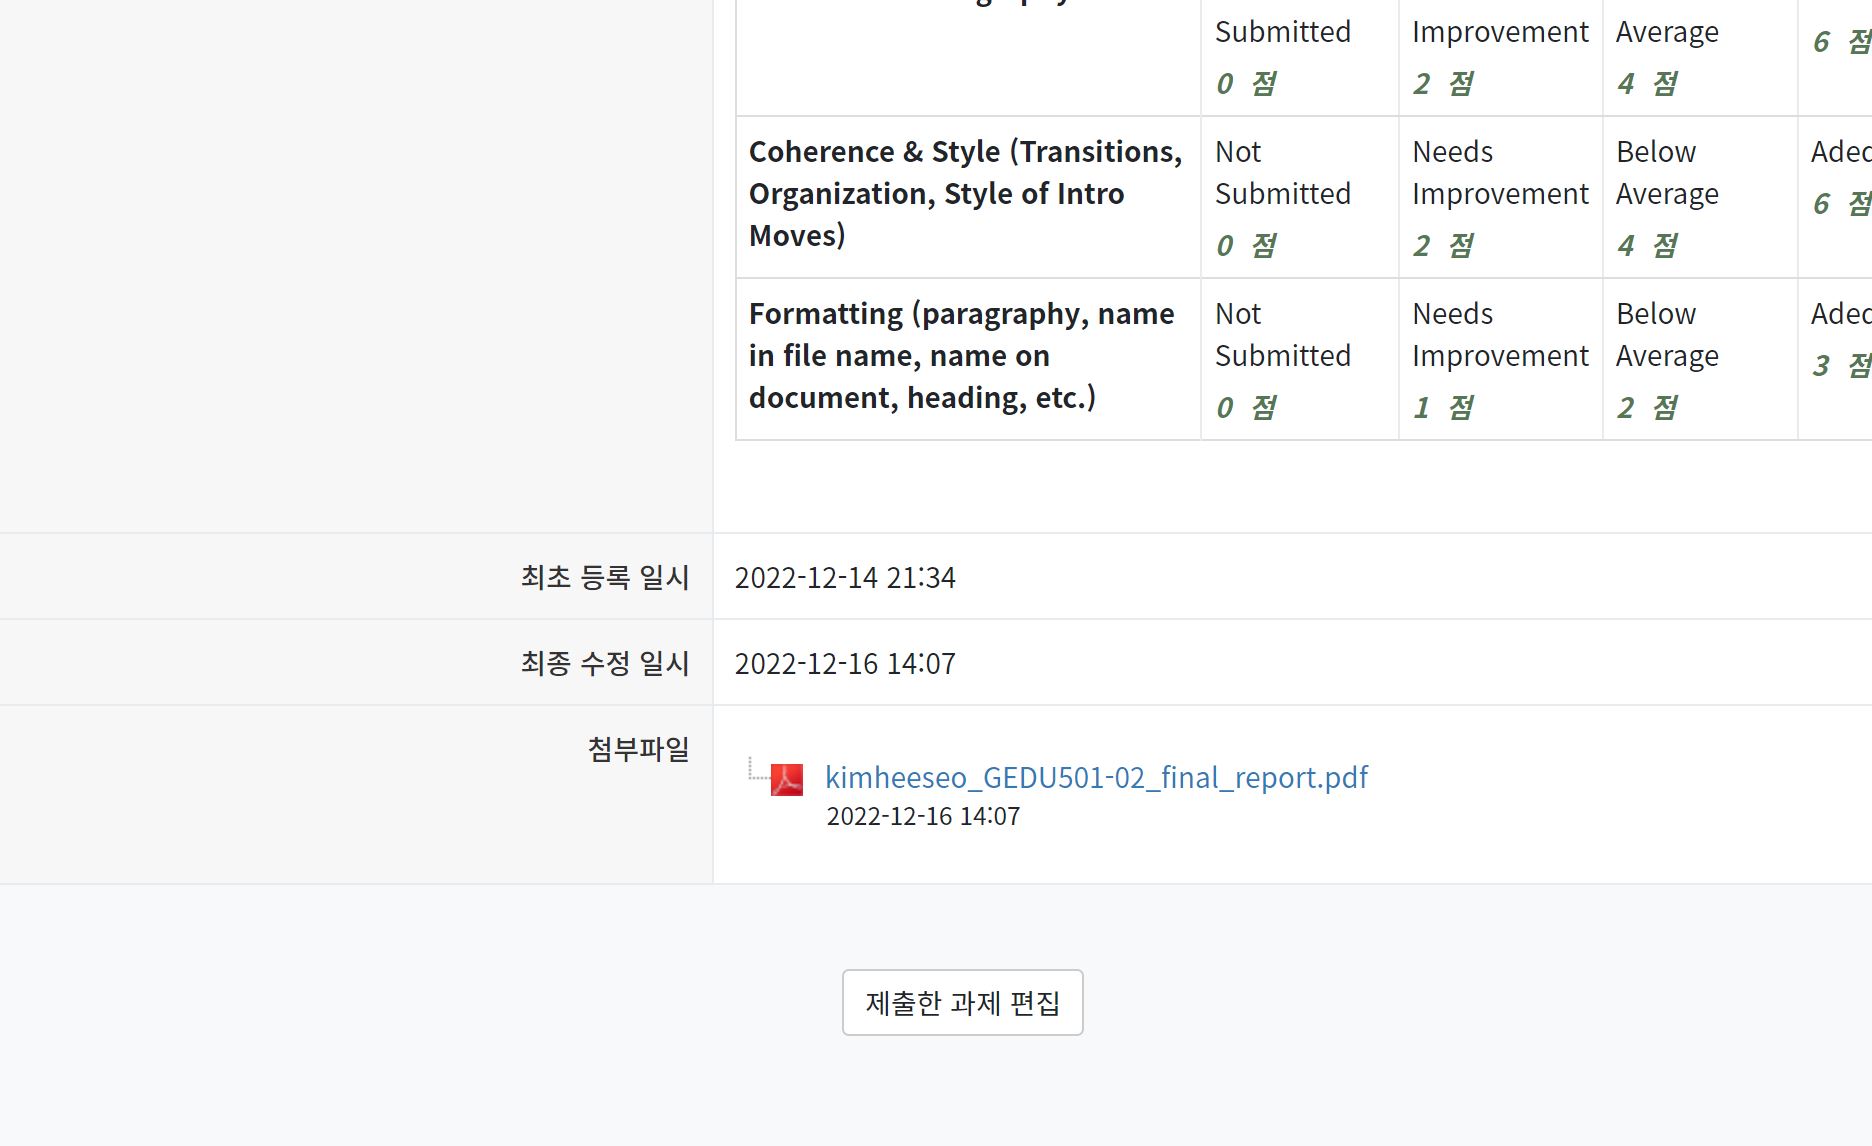 Submitted
Improvement
Average
0 점
2 점
4 점
6 점
Coherence & Style (Transitions,
Organization, Style of Intro
Moves)
Not
Submitted
0 점
Needs
Improvement
2 점
Below
Average
4 점
6 점
Formatting (paragraphy, name
in file name, name on
document, heading, etc.)
Not
Submitted
0 점
Needs
Improvement
1 점
Below
Average
2 점
3 점
최초 등록 일시
2022-12-14 21:34
최종 수정 일시
2022-12-16 14:07
첨부파일
kimheeseo_GEDU501-02_final_report.pdf
2022-12-16 14:07
제출한 과제 편집